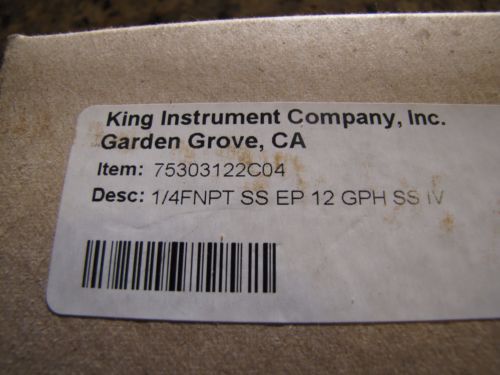 King Instrument Company, Inc.
Garden Grove, CA
Item: 75303122C04
Desc: 1/4FNPT SS EP 12 GPH SS IV